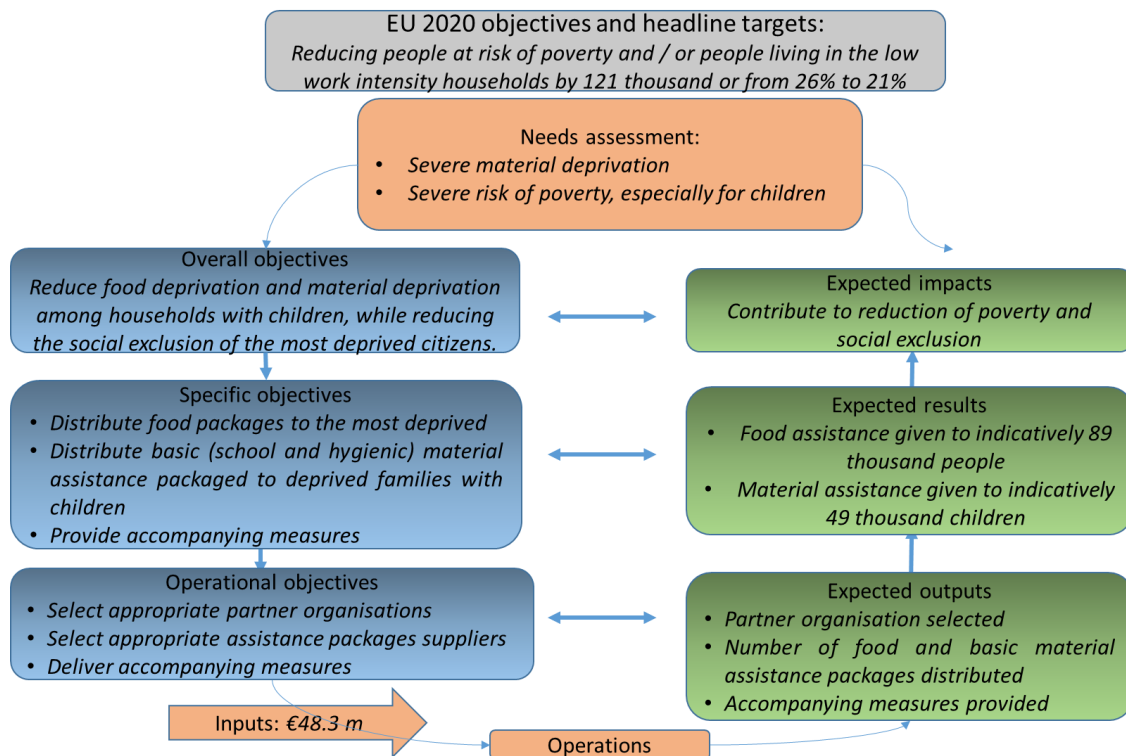 EU 2020 objectives and headline targets:
Reducing people at risk of poverty and / or people living in the low
work intensity households by 121 thousand or from 26% to 21%
Needs assessment:
• Severe material deprivation
• Severe risk of poverty, especially for children
Overall objectives
Reduce food deprivation and material deprivation
among households with children, while reducing
the social exclusion of the most deprived citizens.
Expected impacts
Contribute to reduction of poverty and
social exclusion
Specific objectives
• Distribute food packages to the most deprived
• Distribute basic (school and hygienic) material
assistance packaged to deprived families with
children
• Provide accompanying measures
Expected results
• Food assistance given to indicatively 89
thousand people
• Material assistance given to indicatively
49 thousand children
Operational objectives
• Select appropriate partner organisations
• Select appropriate assistance packages suppliers
• Deliver accompanying measures
Expected outputs
• Partner organisation selected
• Number of food and basic material
assistance packages distributed
• Accompanying measures provided
Inputs: €48.3 m
Operations